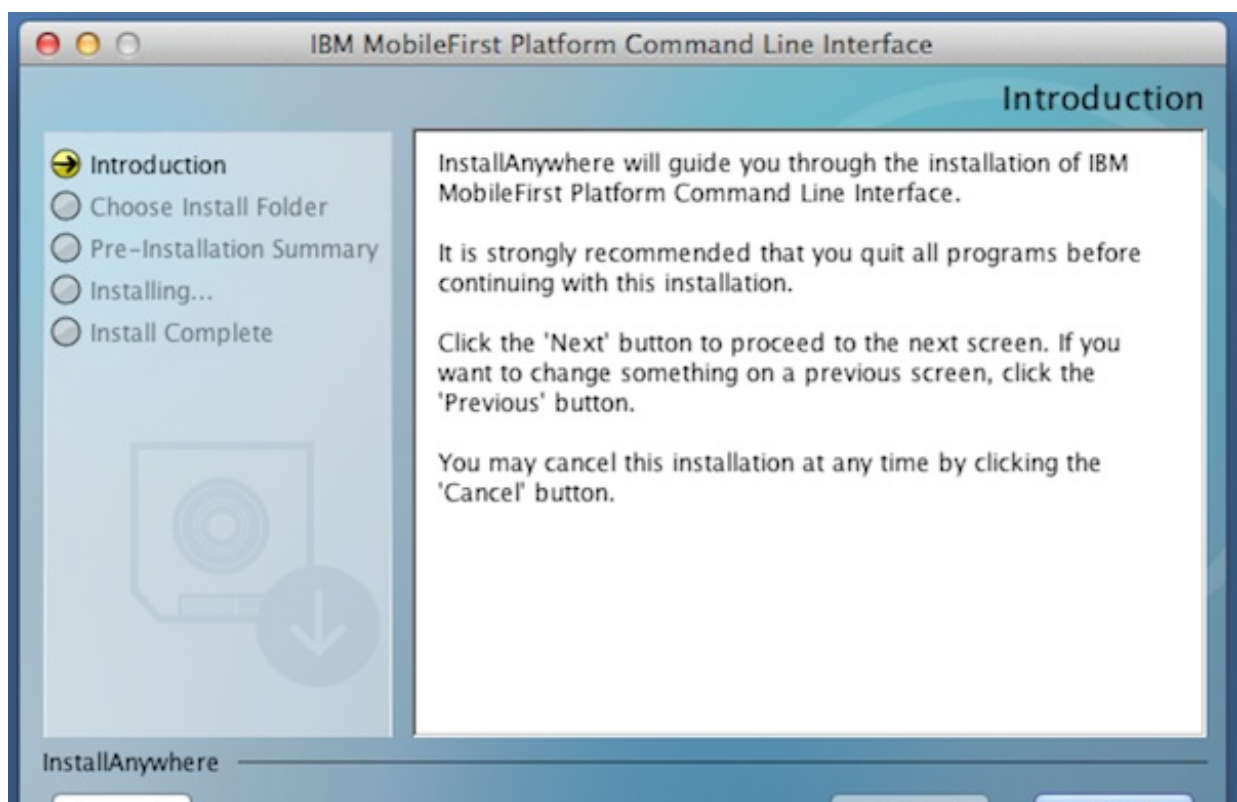 IBM MobileFirst Platform Command Line Interface
Introduction
Introduction
Choose Install Folder
Pre-Installation Summary
Installing...
Install Complete
InstallAnywhere will guide you through the installation of IBM
MobileFirst Platform Command Line Interface.
It is strongly recommended that you quit all programs before
continuing with this installation.
Click the 'Next' button to proceed to the next screen. If you
want to change something on a previous screen, click the
'Previous' button.
You may cancel this installation at any time by clicking the
'Cancel' button.
InstallAnywhere